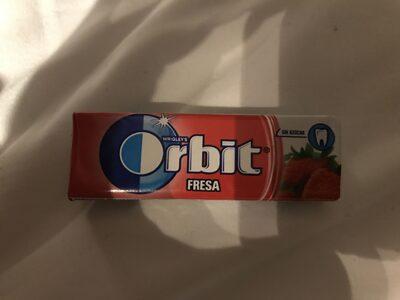 WRIGLEY'S
Orbit®
FRESA
SIN AZÚCAR